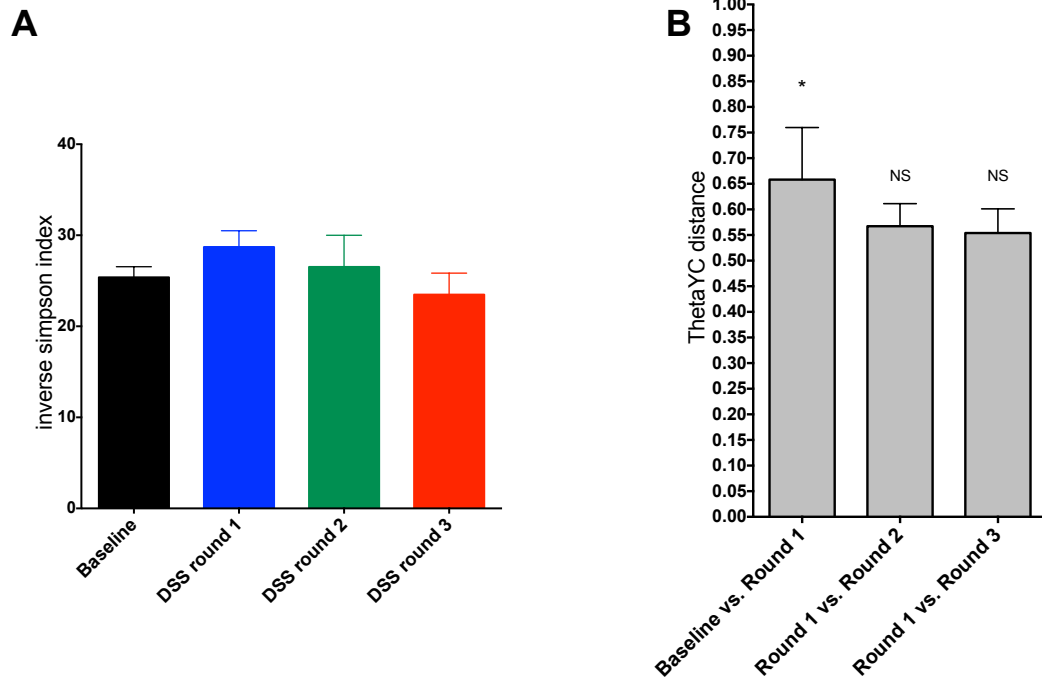 A
inverse simpson index
40
30
20
10
0
Baseline
DSS round 1
DSS round 2
DSS round 3
B
ThetaYC distance
1.00
0.95
0.90
0.85
0.80
0.75
0.70
0.65
0.60
0.55
0.50
0.45
0.40
0.35
0.30
0.25
0.20
0.15
0.10
0.05
0.00
*
NS
NS
Baseline vs. Round 1
Round 1 vs. Round 2
Round 1 vs. Round 3